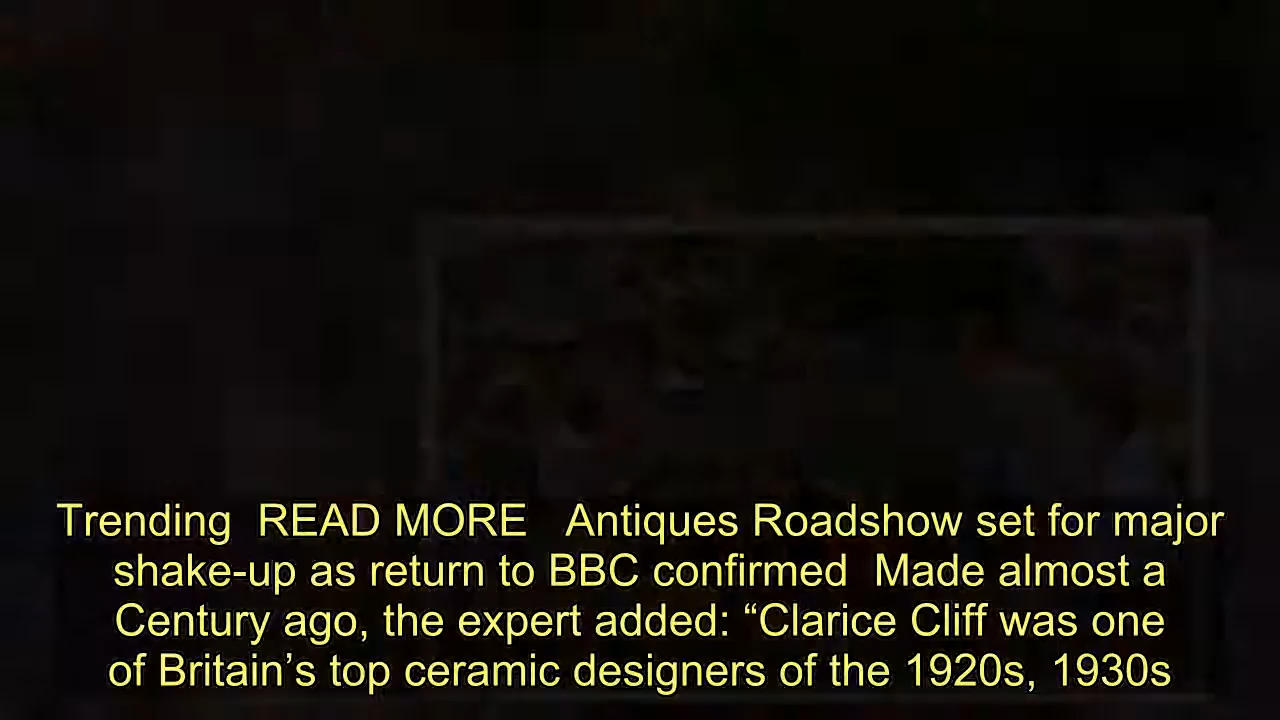 Trending  READ MORE   Antiques Roadshow set for major
shake-up as return to BBC confirmed  Made almost a
Century ago, the expert added: “Clarice Cliff was one
of Britain’s top ceramic designers of the 1920s, 1930s